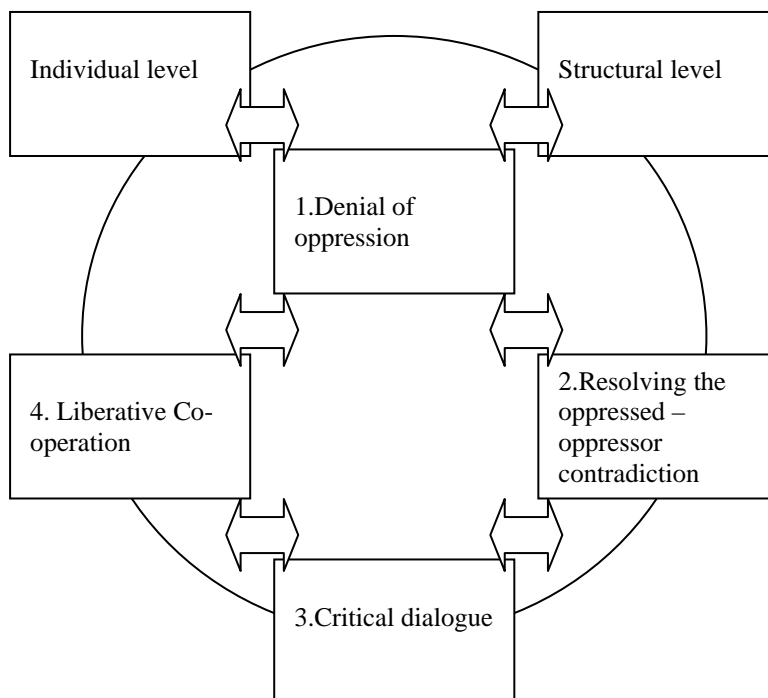 Individual level
Structural level
1.Denial of
oppression
4. Liberative Co-
operation
2.Resolving the
oppressed –
oppressor
contradiction
3.Critical dialogue